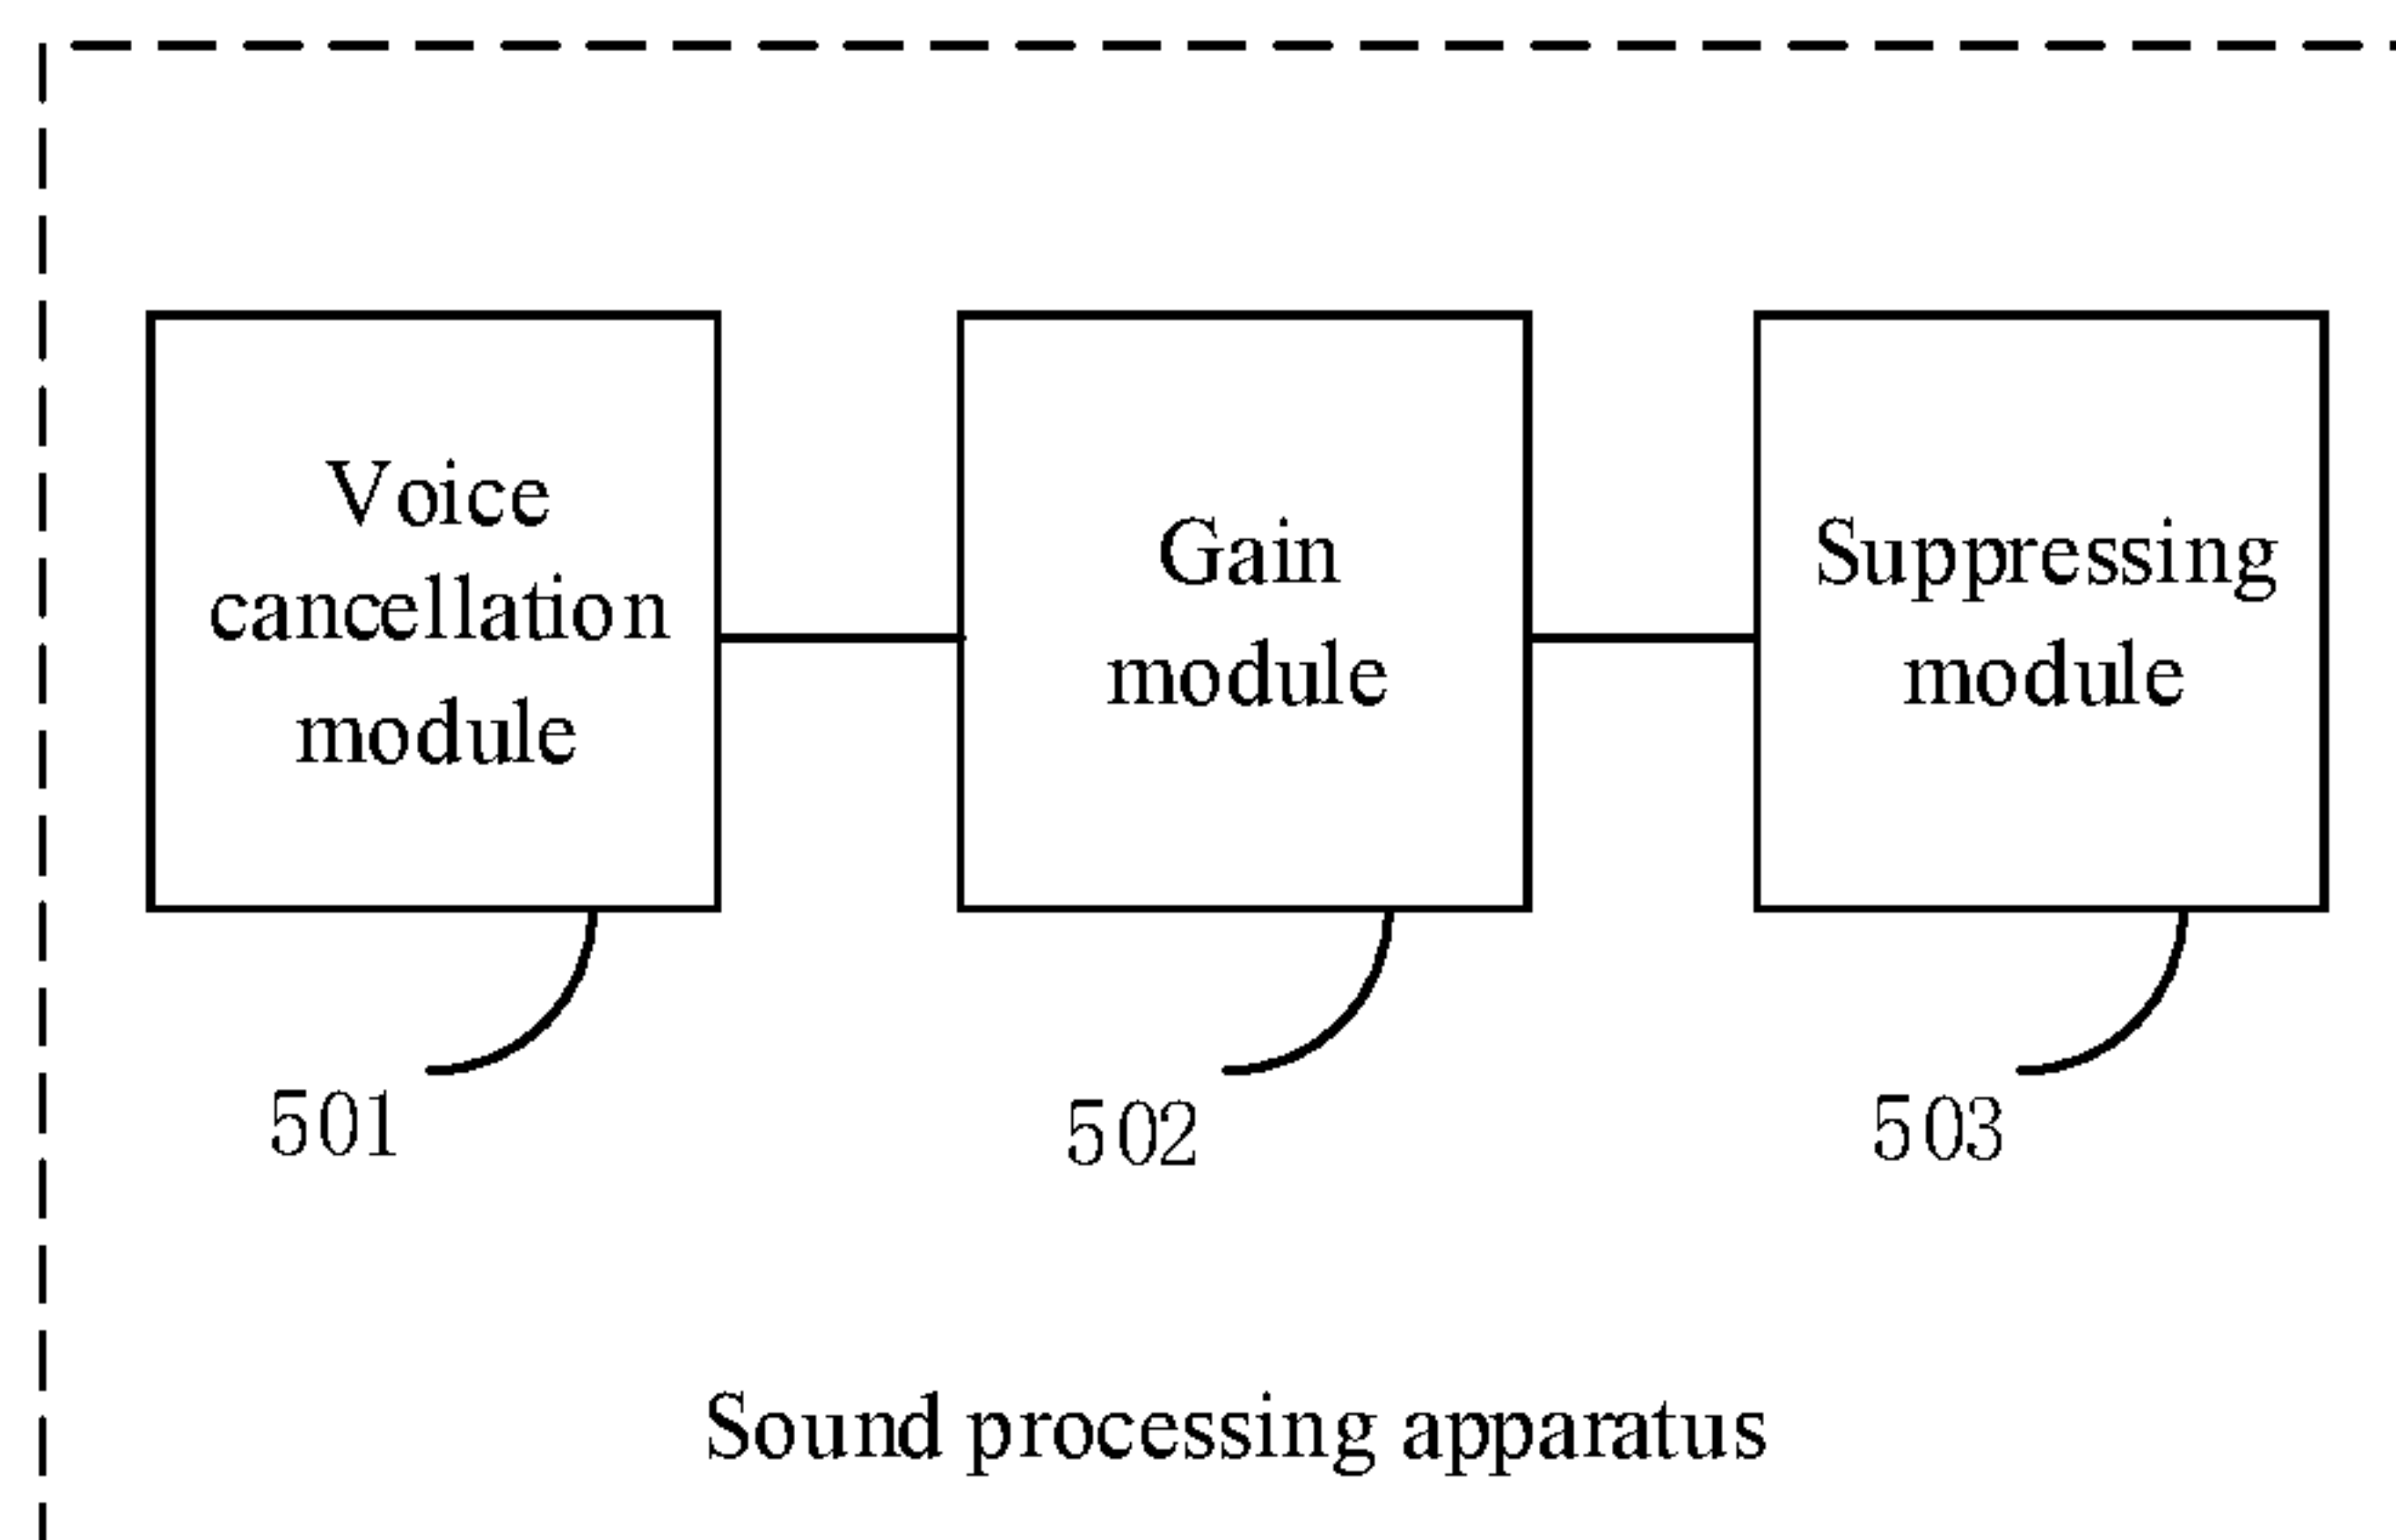 Voice
cancellation
module
Gain
module
Suppressing
module
501
502
503
Sound processing apparatus